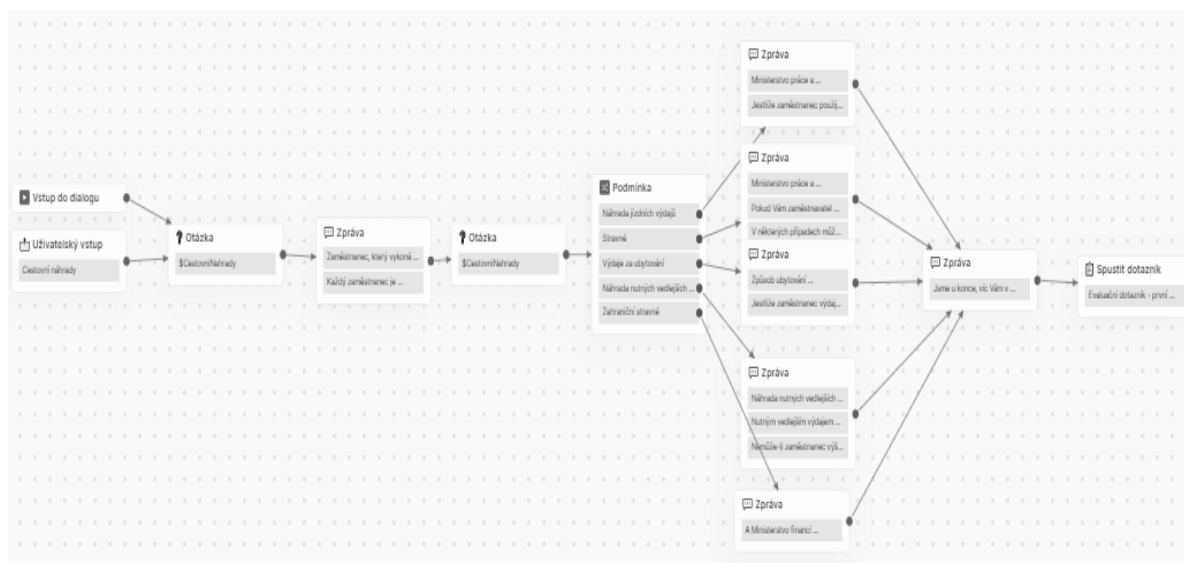 Vstup do dialogu
Uživatelský vstup
Cestovní náhrady
Otázka
$CestovniNahrady
Zpráva
Zaměstnanec, který vykoná ...
Každý zaměstnanec je ...
Otázka
$CestovniNahrady
Podmínka
Náhrada jízdních výdajů
Stravné
Výdaje za ubytování
Náhrada nutných vedlejších ...
Zahraniční stravné
Zpráva
Ministerstvo práce a ...
Jestliže zaměstnanec použij...
Zpráva
Ministerstvo práce a ...
Pokud Vám zaměstnavatel ...
V některých případech můž...
Zpráva
Způsob ubytování ...
Jestliže zaměstnanec výdaj...
Zpráva
Náhrada nutných vedlejších ...
Nutným vedlejším výdajem ...
Nemůže-li zaměstnanec výš...
Zpráva
A Ministerstvo financí ...
Zpráva
Jsme u konce, víc Vám v ...
Spustit dotazník
Evaluační dotazník - první ...